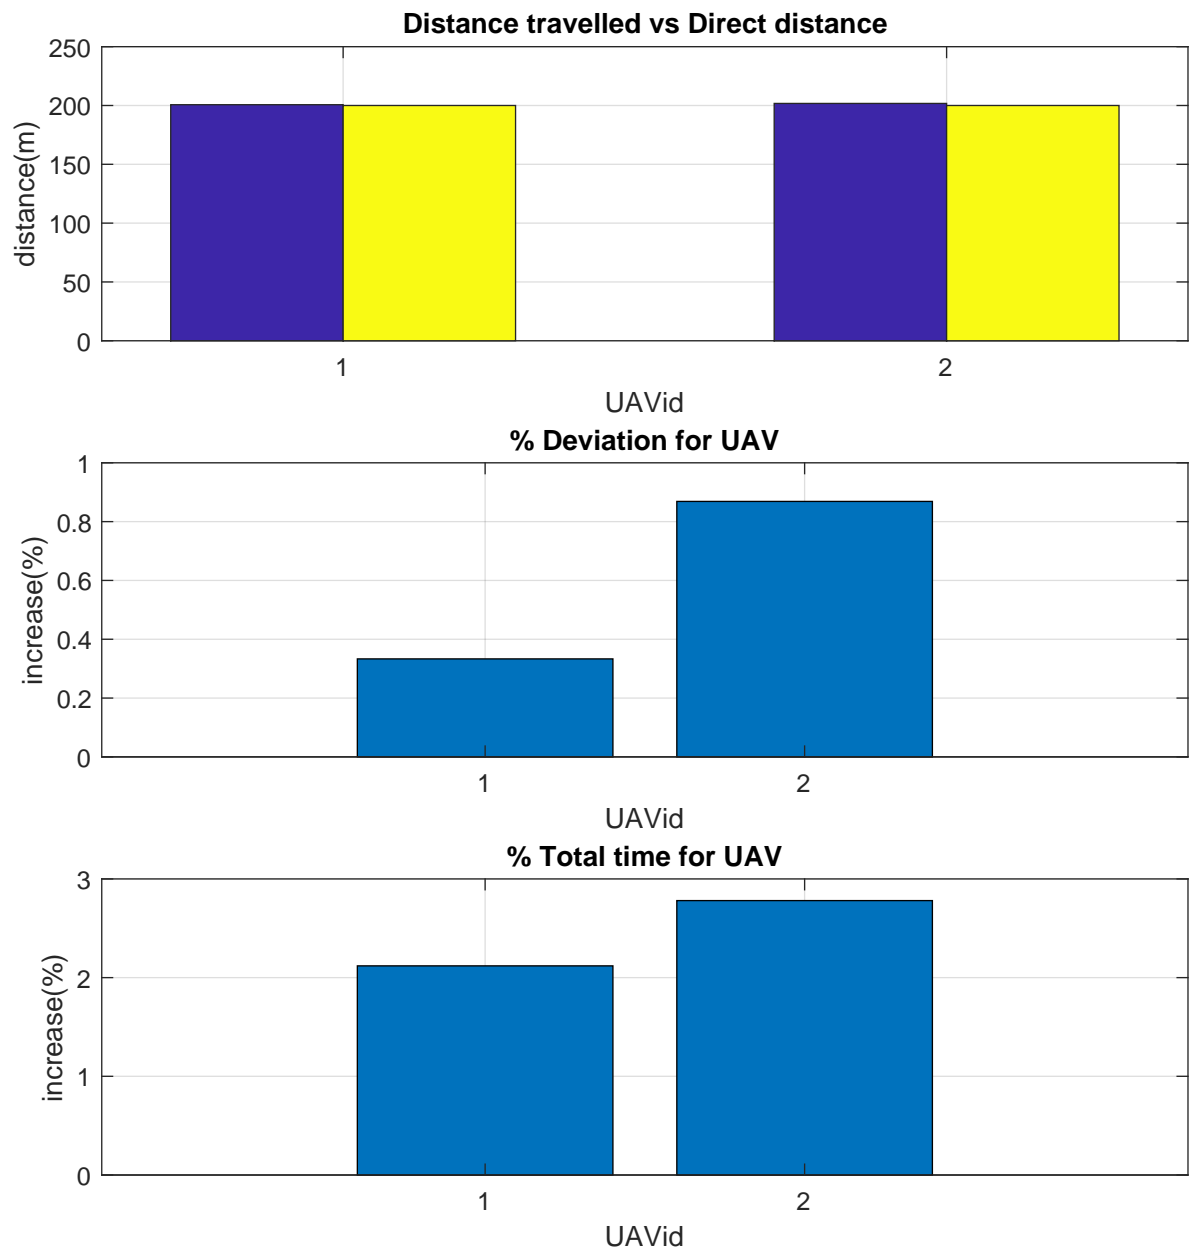 Distance travelled vs Direct distance
250
200
150
100
50
0
distance(m)
1 2
UAVid
% Deviation for UAV
1
0.8
0.6
0.4
0.2
0
increase(%)
1 2
UAVid
% Total time for UAV
3
2
1
0
increase(%)
1 2
UAVid